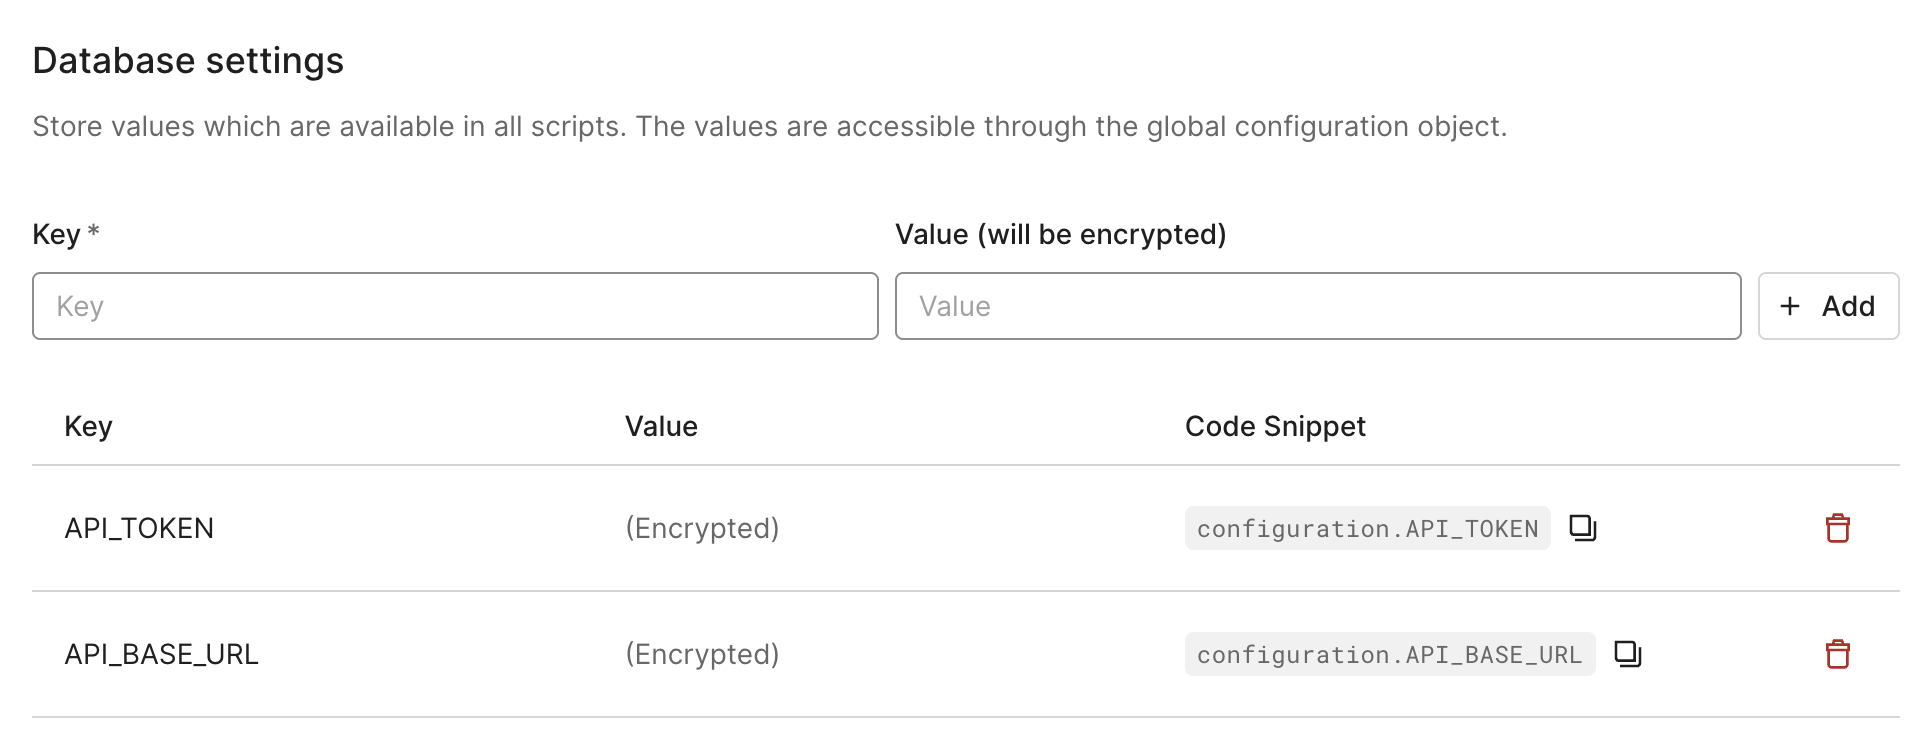 Database settings
Store values which are available in all scripts. The values are accessible through the global configuration object.
Key * Value (will be encrypted)
Key Value + Add
Key Value Code Snippet
API_TOKEN (Encrypted) configuration.API_TOKEN
API_BASE_URL (Encrypted) configuration.API_BASE_URL